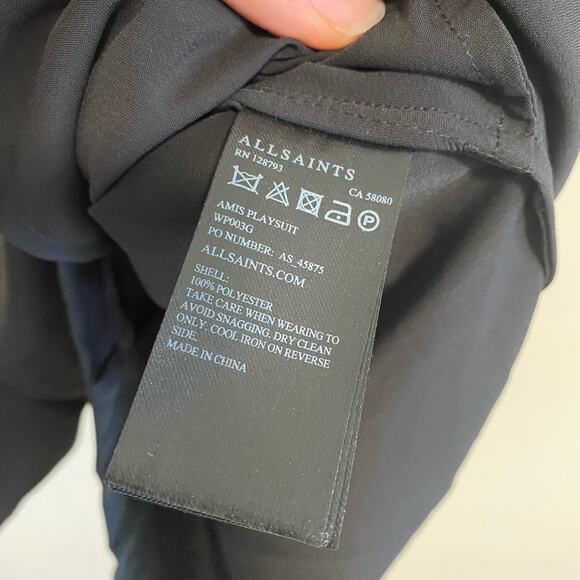 ALLSAINTS
RN 128793 CA 58080
P
AMIS PLAYSUIT
WP003G
PO NUMBER: AS_45875
ALLSAINTS.COM
SHELL:
100% POLYESTER
TAKE CARE WHEN WEARING TO
AVOID SNAGGING. DRY CLEAN
ONLY. COOL IRON ON REVERSE
SIDE.
MADE IN CHINA